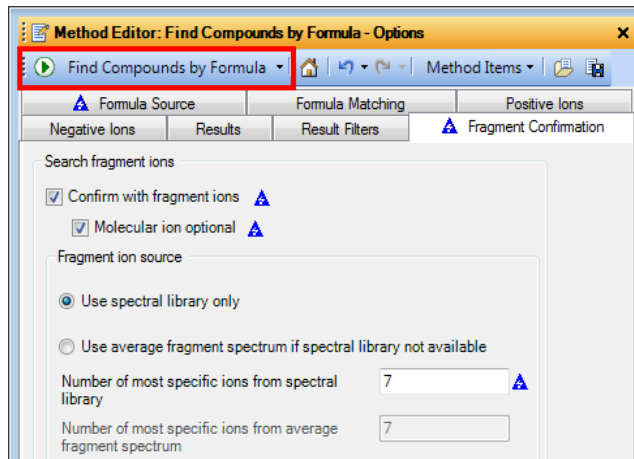 Method Editor: Find Compounds by Formula - Options
Find Compounds by Formula
Method Items
Formula Source
Formula Matching
Positive Ions
Negative Ions
Results
Result Filters
Fragment Confirmation
Search fragment ions
Confirm with fragment ions
Molecular ion optional
Fragment ion source
Use spectral library only
Use average fragment spectrum if spectral library not available
Number of most specific ions from spectral
library
7
Number of most specific ions from average
fragment spectrum
7